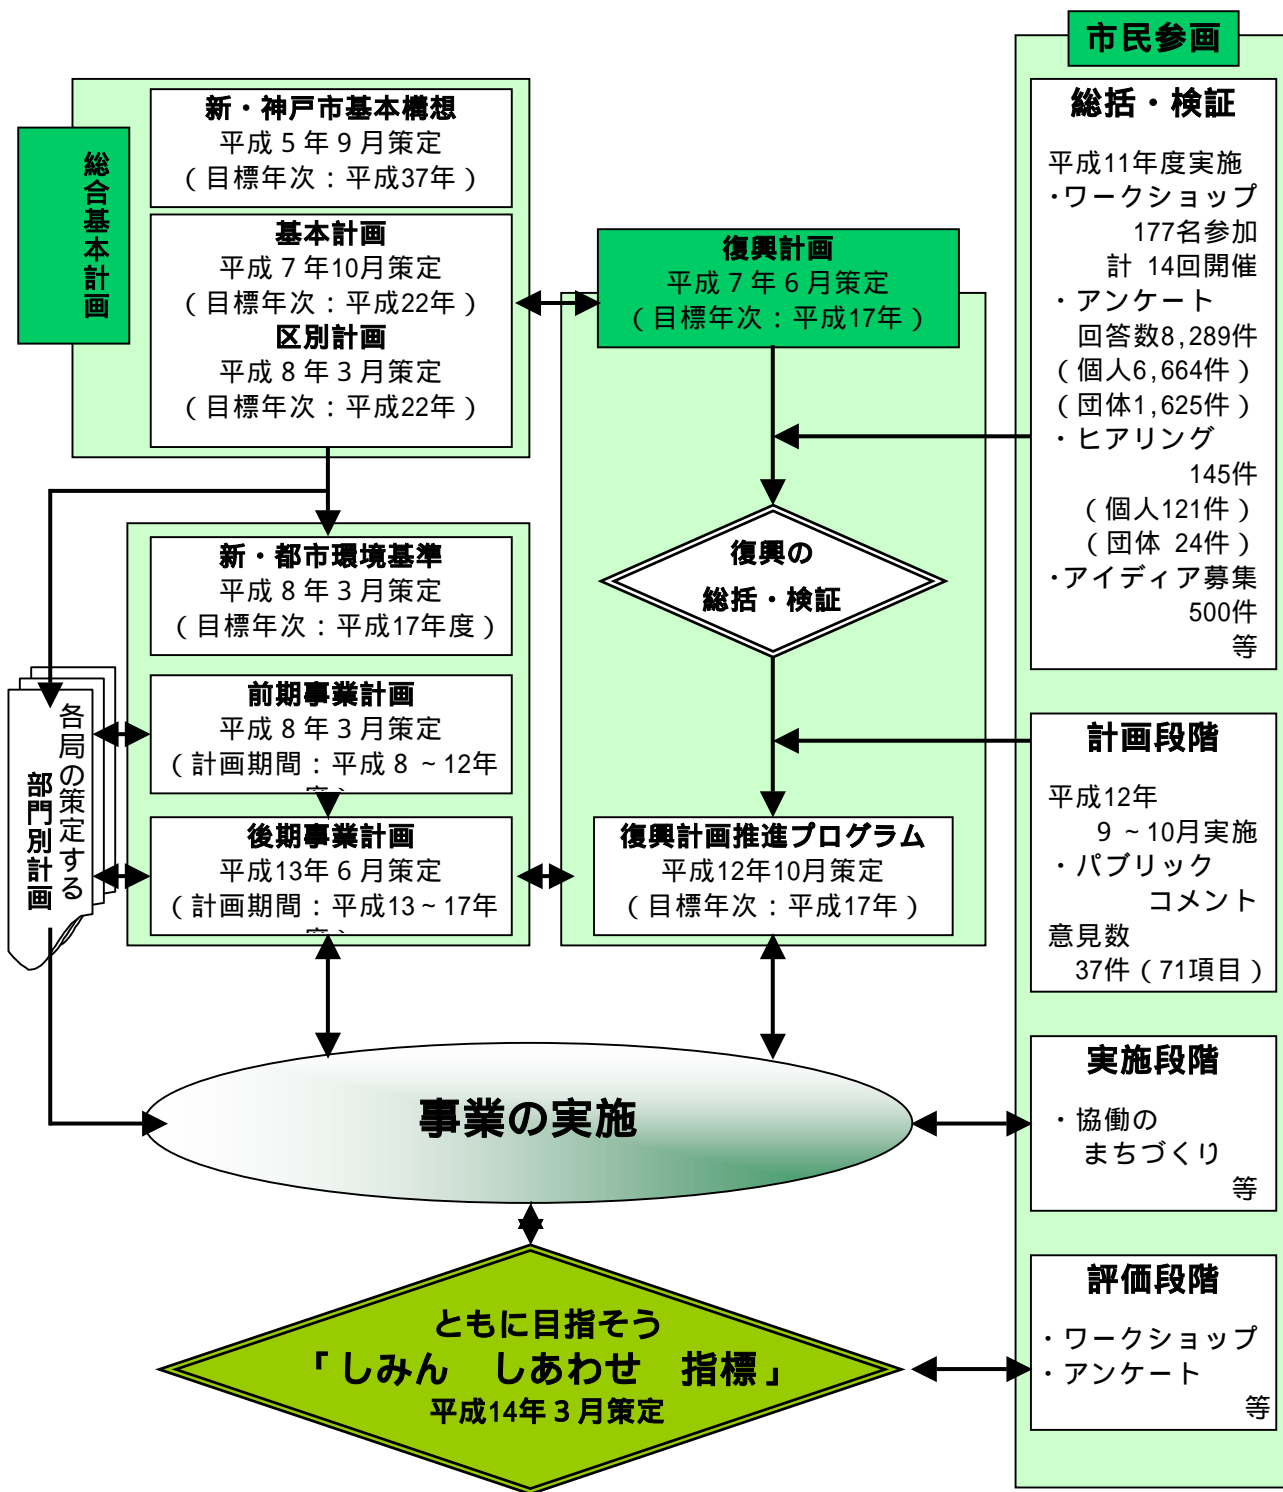 総合基本計画
新・神戸市基本構想
平成５年９月策定
（目標年次：平成37年）
基本計画
平成７年10月策定
（目標年次：平成22年）
区別計画
平成８年３月策定
（目標年次：平成22年）
新・都市環境基準
平成８年３月策定
（目標年次：平成17年度）
前期事業計画
平成８年３月策定
（計画期間：平成８～12年
後期事業計画
平成13年６月策定
（計画期間：平成13～17年
各局の策定する
部門別計画
復興計画
平成７年６月策定
（目標年次：平成17年）
復興の
総括・検証
復興計画推進プログラム
平成12年10月策定
（目標年次：平成17年）
事業の実施
ともに目指そう
「しみん　しあわせ　指標」
平成14年３月策定
市民参画
総括・検証
平成11年度実施
・ワークショップ
177名参加
計 14回開催
・アンケート
回答数8,289件
（個人6,664件）
（団体1,625件）
・ヒアリング
145件
（個人121件）
（団体 24件）
・アイディア募集
500件
等
計画段階
平成12年
９～10月実施
・パブリック
コメント
意見数
37件（71項目）
実施段階
・協働の
まちづくり
等
評価段階
・ワークショップ
・アンケート
等